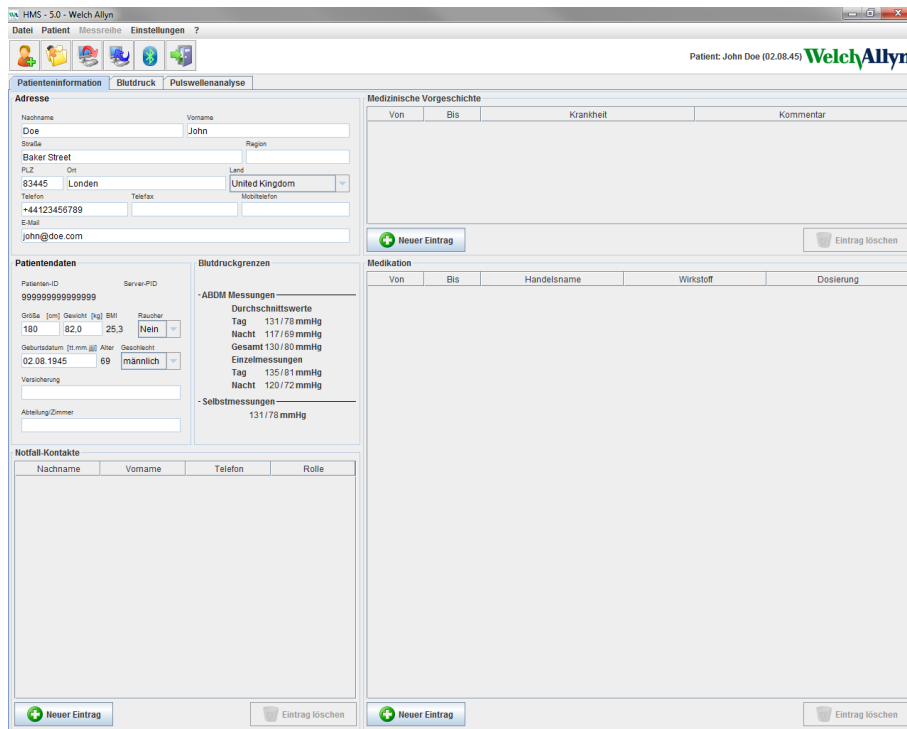 WA HMS - 5.0 - Welch Allyn
Datei Patient Messreihe Einstellungen ?
Patient: John Doe (02.08.45) WelchAllyn
Patienteninformation Blutdruck Pulswellenanalyse
Adresse
Nachname Vorname
Doe John
Straße Region
Baker Street
PLZ Ort Land
83445 Londen United Kingdom
Telefon Telefax Mobiltelefon
+44123456789
E-Mail
john@doe.com
Medizinische Vorgeschichte
Von Bis Krankheit Kommentar
Neuer Eintrag Eintrag löschen
Patientendaten
Patienten-ID Server-PID
999999999999999
Größe [cm] Gewicht [kg] BMI Raucher
180 82,0 25,3 Nein
Geburtsdatum [tt.mm.jjjj] Alter Geschlecht
02.08.1945 69 männlich
Versicherung
Abteilung/Zimmer
Blutdruckgrenzen
- ABDM Messungen
Durchschnittswerte
Tag 131/78 mmHg
Nacht 117/69 mmHg
Gesamt 130/80 mmHg
Einzelmessungen
Tag 135/81 mmHg
Nacht 120/72 mmHg
- Selbstmessungen
131/78 mmHg
Medikation
Von Bis Handelsname Wirkstoff Dosierung
Notfall-Kontakte
Nachname Vorname Telefon Rolle
Neuer Eintrag Eintrag löschen
Neuer Eintrag Eintrag löschen